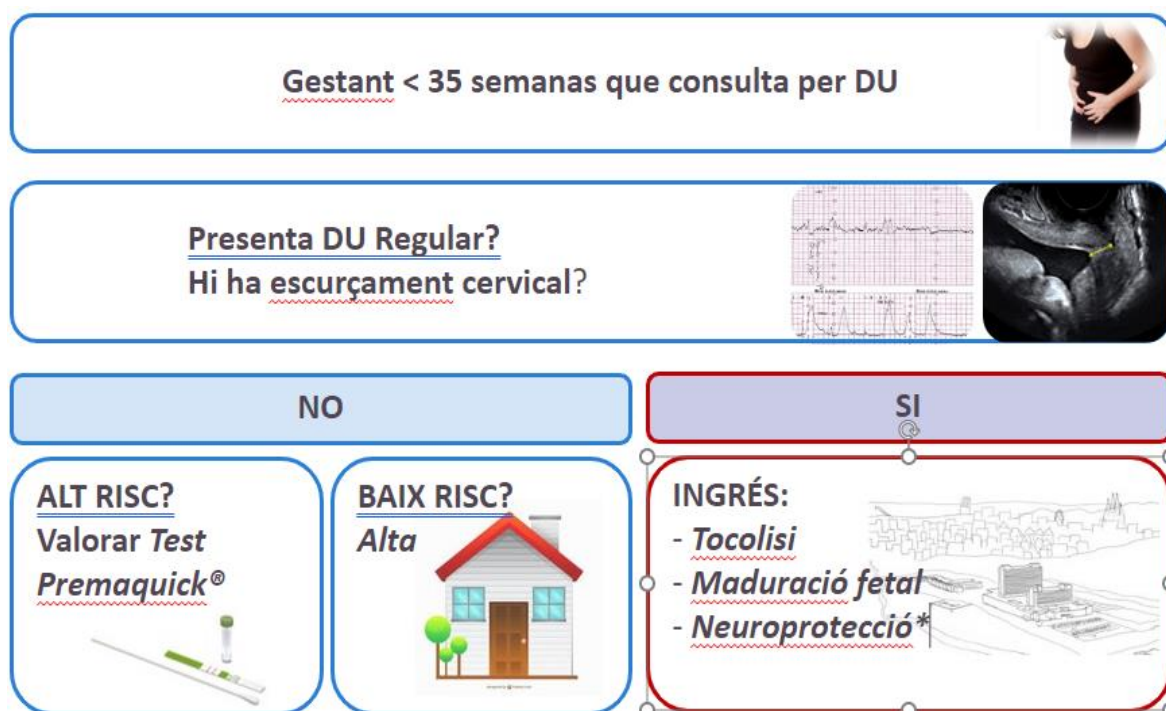 Gestant < 35 semanas que consulta per DU
Presenta DU Regular?
Hi ha escurçament cervical?
NO
SI
ALT RISC?
Valorar Test
Premaquick®
BAIX RISC?
Alta
INGRÉS:
- Tocolisi
- Maduració fetal
- Neuroprotecció*